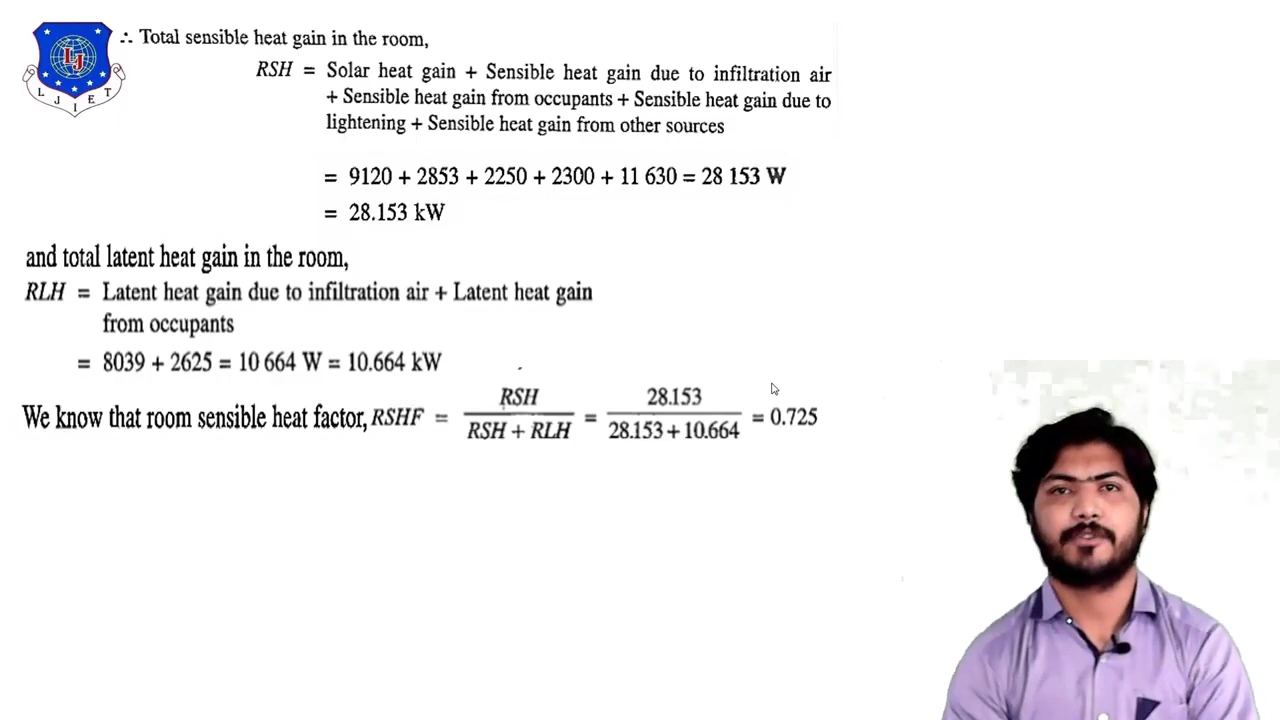 LJ
L J I E T
∴ Total sensible heat gain in the room,
RSH = Solar heat gain + Sensible heat gain due to infiltration air
+ Sensible heat gain from occupants + Sensible heat gain due to
lightening + Sensible heat gain from other sources
= 9120 + 2853 + 2250 + 2300 + 11 630 = 28 153 W
= 28.153 kW
and total latent heat gain in the room,
RLH = Latent heat gain due to infiltration air + Latent heat gain
from occupants
= 8039 + 2625 = 10 664 W = 10.664 kW
We know that room sensible heat factor, RSHF = RSH / RSH + RLH = 28.153 / 28.153 + 10.664 = 0.725